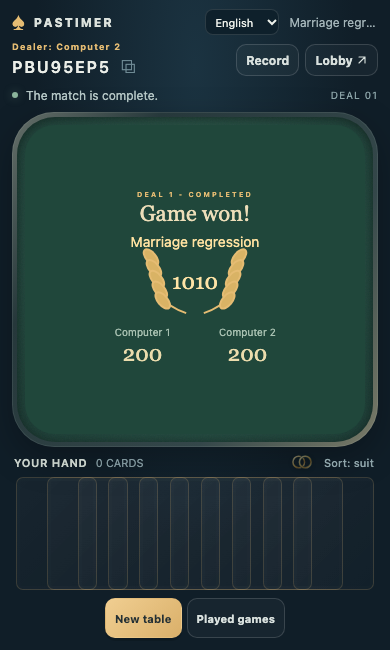 PASTIMER
English
Marriage regr...
Dealer: Computer 2
PBU95EP5
Record
Lobby
The match is complete.
DEAL 01
DEAL 1 - COMPLETED
Game won!
Marriage regression
1010
Computer 1
Computer 2
200
200
YOUR HAND
0 CARDS
Sort: suit
New table
Played games